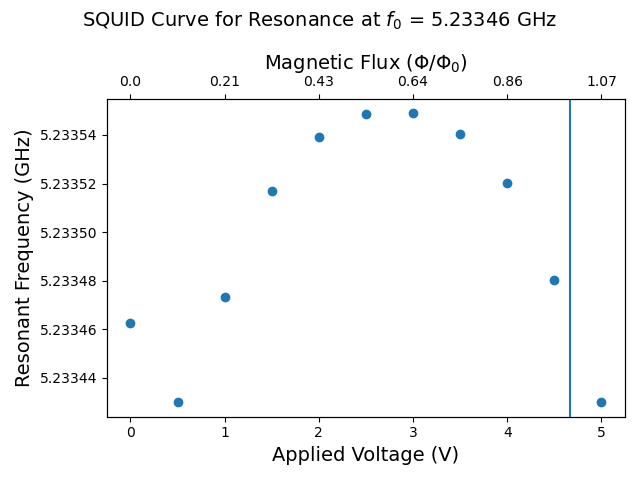 SQUID Curve for Resonance at f₀ = 5.23346 GHz
Magnetic Flux (Φ/Φ₀)
0.0 0.21 0.43 0.64 0.86 1.07
5.23354
5.23352
5.23350
5.23348
5.23346
5.23344
Resonant Frequency (GHz)
0 1 2 3 4 5
Applied Voltage (V)